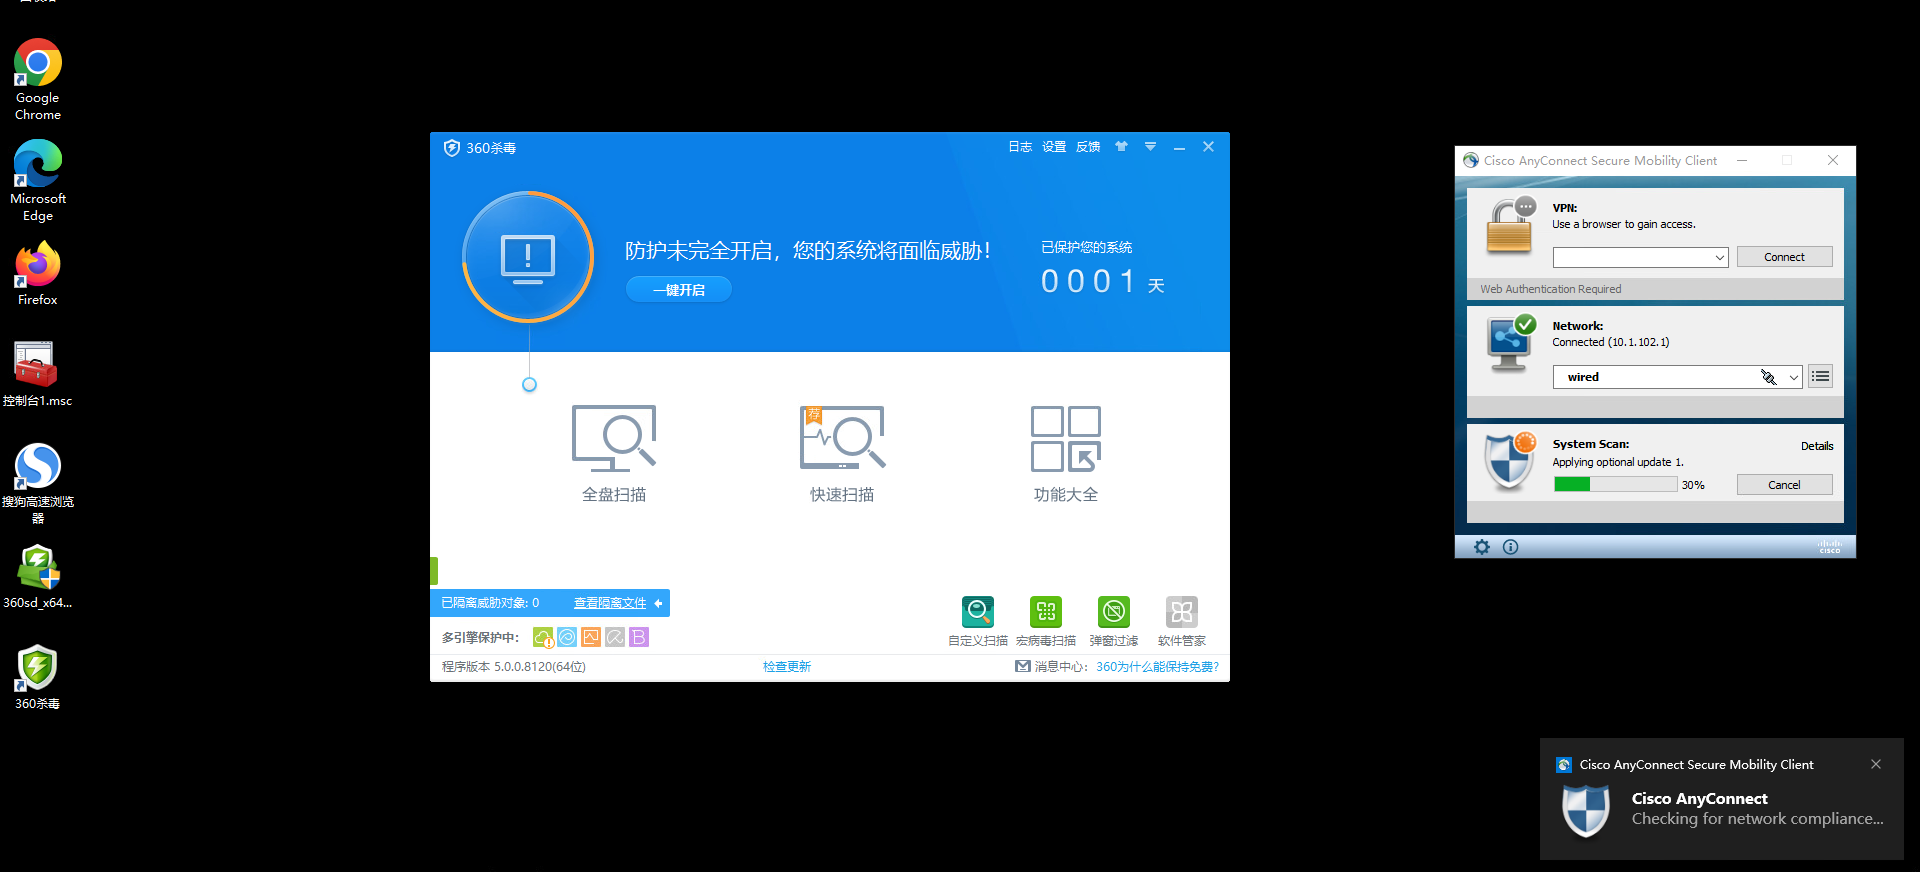 Google
Chrome
Microsoft
Edge
Firefox
控制台1.msc
搜狗高速浏览
器
360sd_x64...
360杀毒
360杀毒
日志 设置 反馈
防护未完全开启，您的系统将面临威胁！
一键开启
已保护您的系统
0001 天
全盘扫描
荐
快速扫描
功能大全
已隔离威胁对象: 0 查看隔离文件
多引擎保护中:
自定义扫描
宏病毒扫描
弹窗过滤
软件管家
程序版本 5.0.0.8120(64位)
检查更新
消息中心: 360为什么能保持免费?
Cisco AnyConnect Secure Mobility Client
VPN:
Use a browser to gain access.
Connect
Web Authentication Required
Network:
Connected (10.1.102.1)
wired
System Scan:
Details
Applying optional update 1.
30%
Cancel
cisco
Cisco AnyConnect Secure Mobility Client
Cisco AnyConnect
Checking for network compliance...